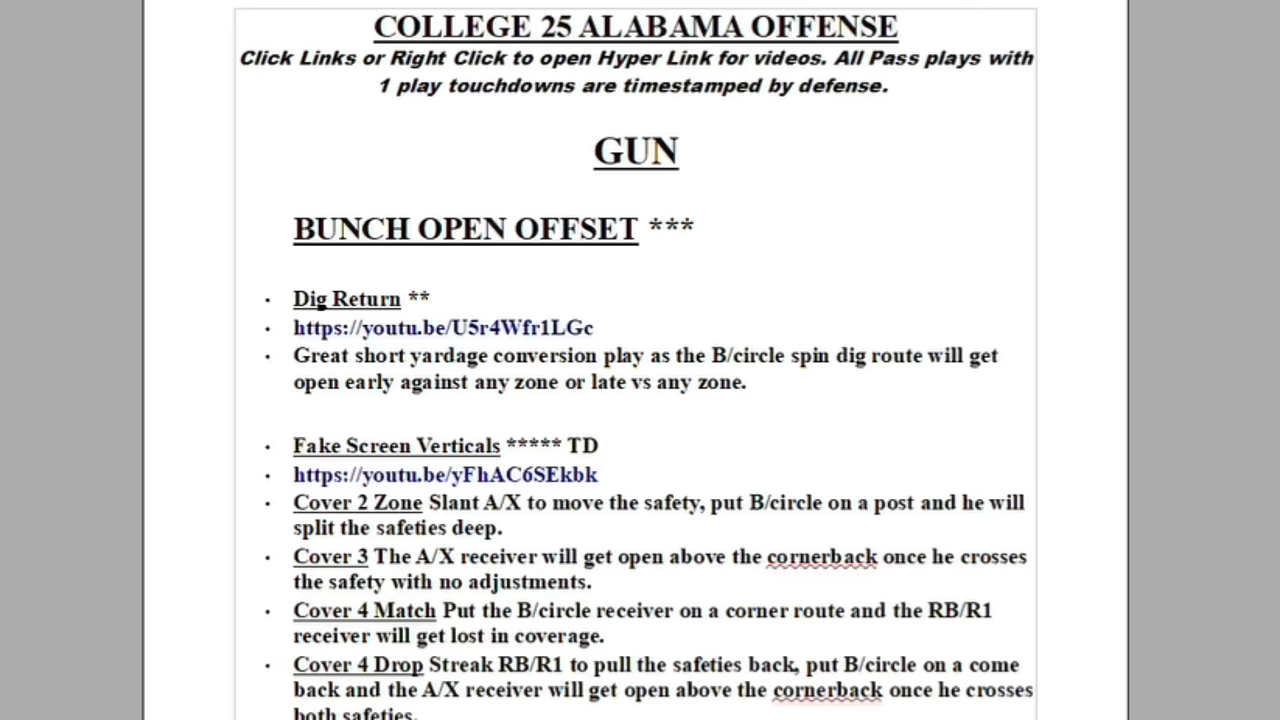 COLLEGE 25 ALABAMA OFFENSE
Click Links or Right Click to open Hyper Link for videos. All Pass plays with
1 play touchdowns are timestamped by defense.
GUN
BUNCH OPEN OFFSET ***
· Dig Return **
· https://youtu.be/U5r4Wfr1LGc
· Great short yardage conversion play as the B/circle spin dig route will get
open early against any zone or late vs any zone.
· Fake Screen Verticals ***** TD
· https://youtu.be/yFhAC6SEkbk
· Cover 2 Zone Slant A/X to move the safety, put B/circle on a post and he will
split the safeties deep.
· Cover 3 The A/X receiver will get open above the cornerback once he crosses
the safety with no adjustments.
· Cover 4 Match Put the B/circle receiver on a corner route and the RB/R1
receiver will get lost in coverage.
· Cover 4 Drop Streak RB/R1 to pull the safeties back, put B/circle on a come
back and the A/X receiver will get open above the cornerback once he crosses
both safeties.